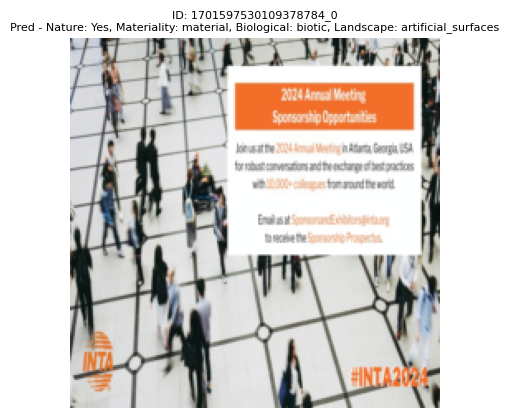 ID: 1701597530109378784_0
Pred - Nature: Yes, Materiality: material, Biological: biotic, Landscape: artificial_surfaces
2024 Annual Meeting
Sponsorship Opportunities
Join us at the 2024 Annual Meeting in Atlanta, Georgia, USA
for robust conversations and the exchange of best practices
with 10,000+ colleagues from around the world.
Email us at SponsorsandExhibitors@inta.org
to receive the Sponsorship Prospectus.
INTA
#INTA2024